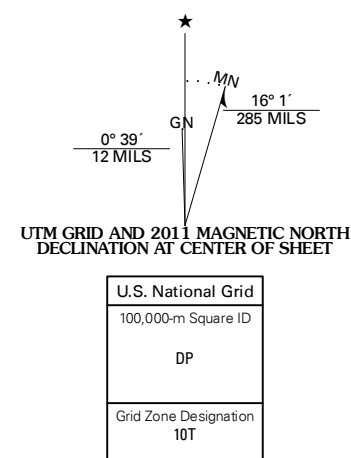 MN
GN
0° 39´
12 MILS
16° 1´
285 MILS
UTM GRID AND 2011 MAGNETIC NORTH
DECLINATION AT CENTER OF SHEET
U.S. National Grid
100,000-m Square ID
DP
Grid Zone Designation
10T